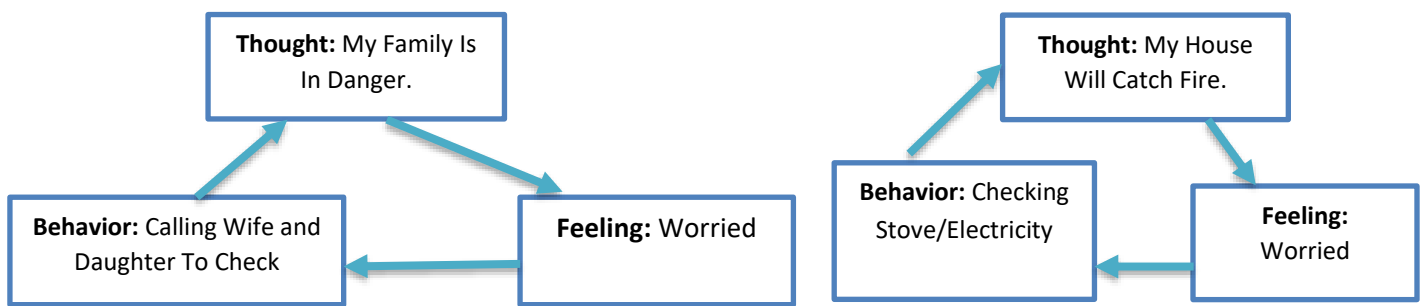 Thought: My Family Is
In Danger.
Behavior: Calling Wife and
Daughter To Check
Feeling: Worried
Thought: My House
Will Catch Fire.
Behavior: Checking
Stove/Electricity
Feeling:
Worried